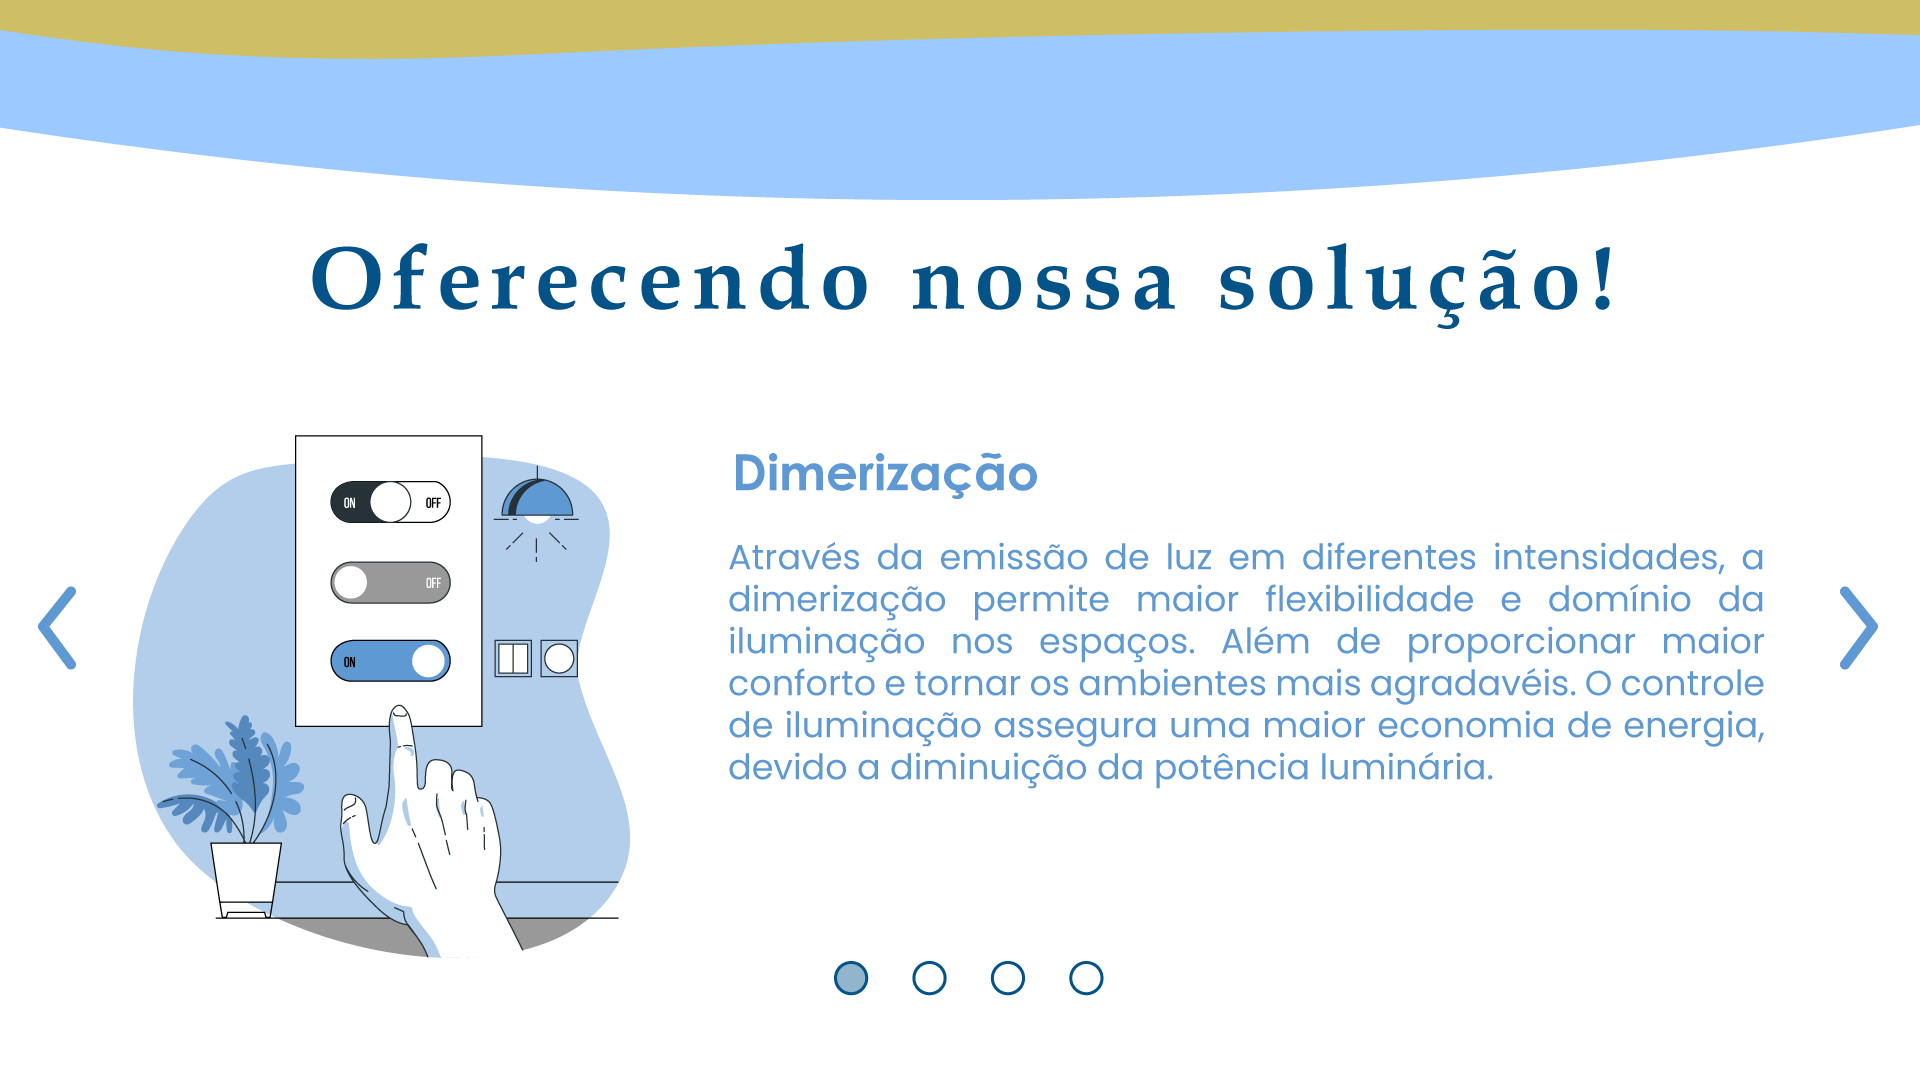 Oferecendo nossa solução!
ON OFF
OFF
ON
Dimerização
Através da emissão de luz em diferentes intensidades, a
dimerização permite maior flexibilidade e domínio da
iluminação nos espaços. Além de proporcionar maior
conforto e tornar os ambientes mais agradavéis. O controle
de iluminação assegura uma maior economia de energia,
devido a diminuição da potência luminária.